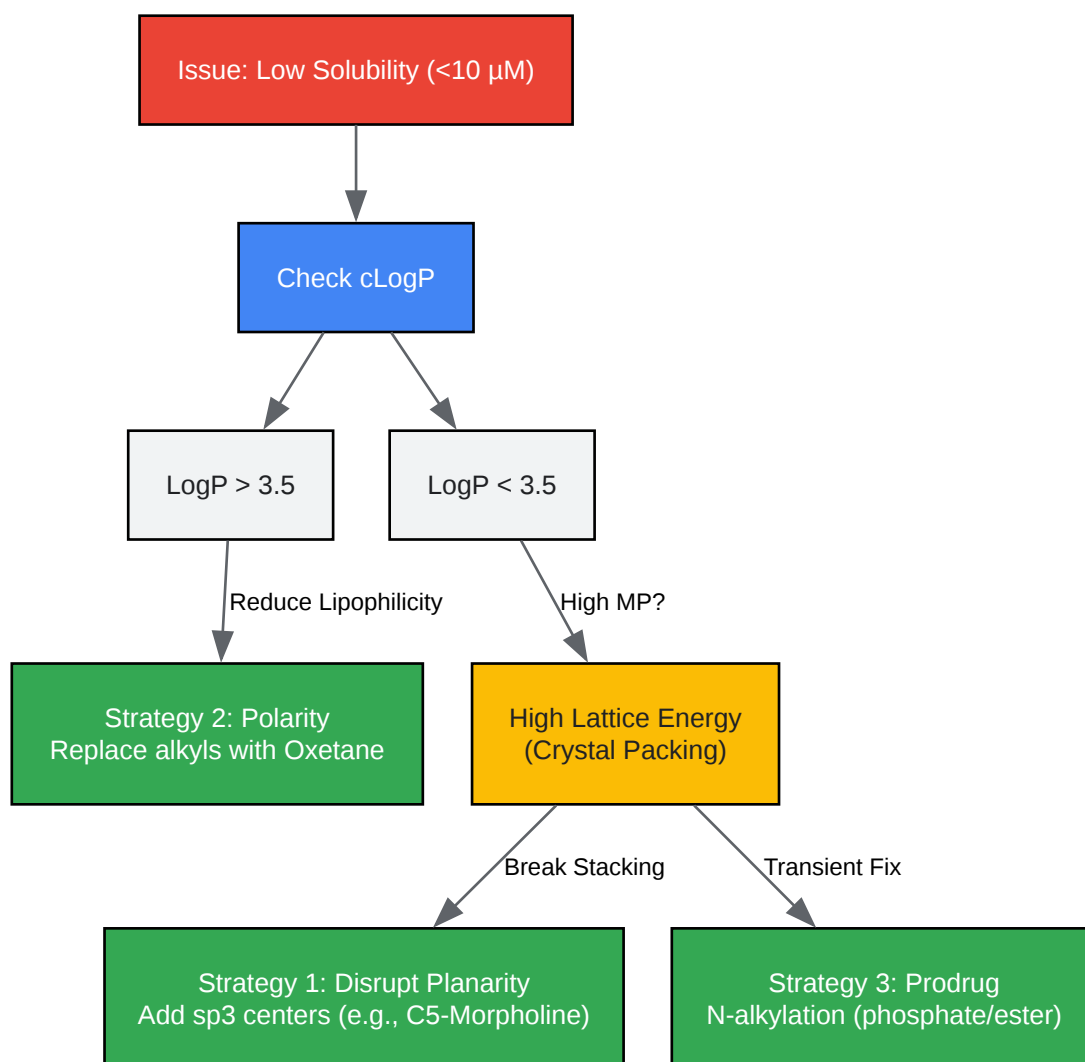 Issue: Low Solubility (<10 µM)
Check cLogP
LogP > 3.5
LogP < 3.5
Reduce Lipophilicity
High MP?
Strategy 2: Polarity
Replace alkyls with Oxetane
High Lattice Energy
(Crystal Packing)
Break Stacking
Transient Fix
Strategy 1: Disrupt Planarity
Add sp3 centers (e.g., C5-Morpholine)
Strategy 3: Prodrug
N-alkylation (phosphate/ester)